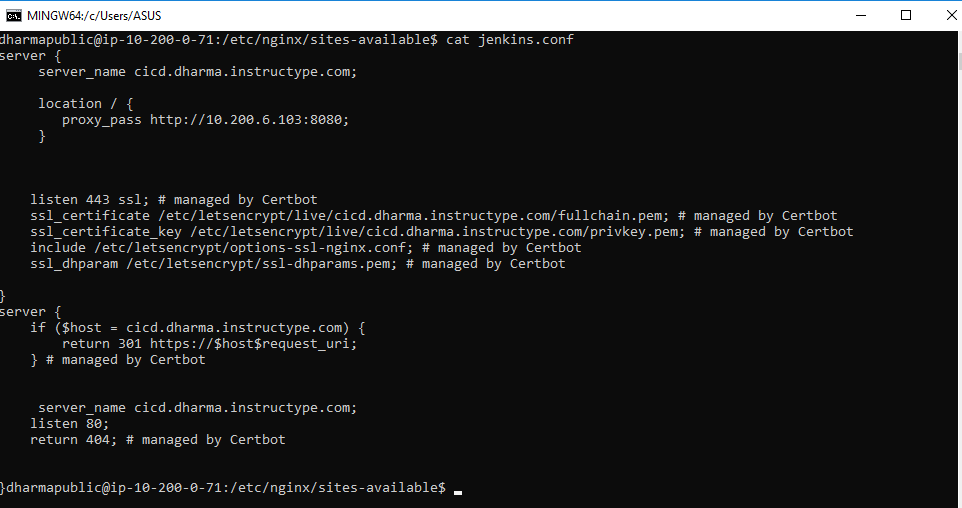 MINGW64:/c/Users/ASUS
dharmapublic@ip-10-200-0-71:/etc/nginx/sites-available$ cat jenkins.conf
server {
     server_name cicd.dharma.instructype.com;
     location / {
        proxy_pass http://10.200.6.103:8080;
     }
    listen 443 ssl; # managed by Certbot
    ssl_certificate /etc/letsencrypt/live/cicd.dharma.instructype.com/fullchain.pem; # managed by Certbot
    ssl_certificate_key /etc/letsencrypt/live/cicd.dharma.instructype.com/privkey.pem; # managed by Certbot
    include /etc/letsencrypt/options-ssl-nginx.conf; # managed by Certbot
    ssl_dhparam /etc/letsencrypt/ssl-dhparams.pem; # managed by Certbot
}
server {
    if ($host = cicd.dharma.instructype.com) {
        return 301 https://$host$request_uri;
    } # managed by Certbot
     server_name cicd.dharma.instructype.com;
    listen 80;
    return 404; # managed by Certbot
}dharmapublic@ip-10-200-0-71:/etc/nginx/sites-available$